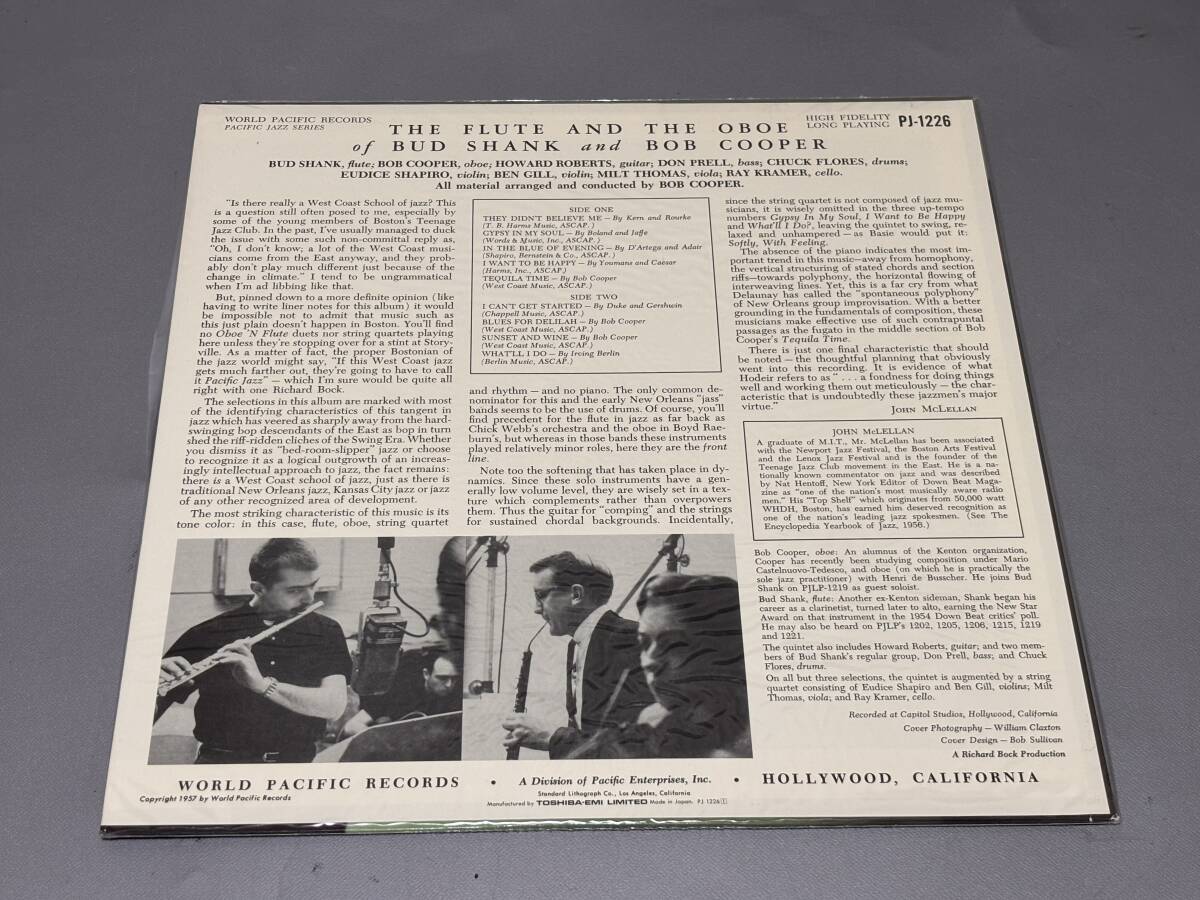 WORLD PACIFIC RECORDS
PACIFIC JAZZ SERIES
HIGH FIDELITY
LONG PLAYING PJ-1226
THE FLUTE AND THE OBOE
of BUD SHANK and BOB COOPER
BUD SHANK, flute; BOB COOPER, oboe; HOWARD ROBERTS, guitar; DON PRELL, bass; CHUCK FLORES, drums;
EUDICE SHAPIRO, violin; BEN GILL, violin; MILT THOMAS, viola; RAY KRAMER, cello.
All material arranged and conducted by BOB COOPER.
"Is there really a West Coast School of jazz? This
is a question still often posed to me, especially by
some of the young members of Boston's Teenage
Jazz Club. In the past, I've usually managed to duck
the issue with some such non-committal reply as,
"Oh, I don't know; a lot of the West Coast musi-
cians come from the East anyway, and they prob-
ably don't play much different just because of the
change in climate." I tend to be ungrammatical
when I'm ad libbing like that.
But, pinned down to a more definite opinion (like
having to write liner notes for this album) it would
be impossible not to admit that music such as
this just plain doesn't happen in Boston. You'll find
no Oboe 'N Flute duets nor string quartets playing
here unless they're stopping over for a stint at Story-
ville. As a matter of fact, the proper Bostonian of
the jazz world might say, "If this West Coast jazz
gets much farther out, they're going to have to call
it Pacific Jazz" — which I'm sure would be quite all
right with one Richard Bock.
The selections in this album are marked with most
of the identifying characteristics of this tangent in
jazz which has veered as sharply away from the hard-
swinging bop descendants of the East as bop in turn
shed the riff-ridden cliches of the Swing Era. Whether
you dismiss it as "bed-room-slipper" jazz or choose
to recognize it as a logical outgrowth of an increas-
ingly intellectual approach to jazz, the fact remains:
there is a West Coast school of jazz, just as there is
traditional New Orleans jazz, Kansas City jazz or jazz
of any other recognized area of development.
The most striking characteristic of this music is its
tone color: in this case, flute, oboe, string quartet
SIDE ONE
THEY DIDN'T BELIEVE ME — By Kern and Rourke
(T. B. Harms Music, ASCAP.)
GYPSY IN MY SOUL — By Boland and Jaffe
(Words & Music, Inc., ASCAP.)
IN THE BLUE OF EVENING — By D'Artega and Adair
(Shapiro, Bernstein & Co., ASCAP.)
I WANT TO BE HAPPY — By Youmans and Caesar
(Harms, Inc., ASCAP.)
TEQUILA TIME — By Bob Cooper
(West Coast Music, ASCAP.)
SIDE TWO
I CAN'T GET STARTED — By Duke and Gershwin
(Chappell Music, ASCAP.)
BLUES FOR DELILAH — By Bob Cooper
(West Coast Music, ASCAP.)
SUNSET AND WINE — By Bob Cooper
(West Coast Music, ASCAP.)
WHAT'LL I DO — By Irving Berlin
(Berlin Music, ASCAP.)
and rhythm — and no piano. The only common de-
nominator for this and the early New Orleans "jass"
bands seems to be the use of drums. Of course, you'll
find precedent for the flute in jazz as far back as
Chick Webb's orchestra and the oboe in Boyd Rae-
burn's, but whereas in those bands these instruments
played relatively minor roles, here they are the front
line.
Note too the softening that has taken place in dy-
namics. Since these solo instruments have a gen-
erally low volume level, they are wisely set in a tex-
ture which complements rather than overpowers
them. Thus the guitar for "comping" and the strings
for sustained chordal backgrounds. Incidentally,
since the string quartet is not composed of jazz mu-
sicians, it is wisely omitted in the three up-tempo
numbers Gypsy In My Soul, I Want to Be Happy
and What'll I Do?, leaving the quintet to swing, re-
laxed and unhampered — as Basie would put it:
Softly, With Feeling.
The absence of the piano indicates the most im-
portant trend in this music—away from homophony,
the vertical structuring of stated chords and section
riffs—towards polyphony, the horizontal flowing of
interweaving lines. Yet, this is a far cry from what
Delaunay has called the "spontaneous polyphony"
of New Orleans group improvisation. With a better
grounding in the fundamentals of composition, these
musicians make effective use of such contrapuntal
passages as the fugato in the middle section of Bob
Cooper's Tequila Time.
There is just one final characteristic that should
be noted — the thoughtful planning that obviously
went into this recording. It is evidence of what
Hodeir refers to as " . . . a fondness for doing things
well and working them out meticulously — the char-
acteristic that is undoubtedly these jazzmen's major
virtue."
JOHN McLELLAN
JOHN McLELLAN
A graduate of M.I.T., Mr. McLellan has been associated
with the Newport Jazz Festival, the Boston Arts Festival
and the Lenox Jazz Festival and is the founder of the
Teenage Jazz Club movement in the East. He is a na-
tionally known commentator on jazz and was described
by Nat Hentoff, New York Editor of Down Beat Maga-
zine as "one of the nation's most musically aware radio
men." His "Top Shelf" which originates from 50,000 watt
WHDH, Boston, has earned him deserved recognition as
one of the nation's leading jazz spokesmen. (See The
Encyclopedia Yearbook of Jazz, 1956.)
Bob Cooper, oboe: An alumnus of the Kenton organization,
Cooper has recently been studying composition under Mario
Castelnuovo-Tedesco, and oboe (on which he is practically the
sole jazz practitioner) with Henri de Busscher. He joins Bud
Shank on PJLP-1219 as guest soloist.
Bud Shank, flute: Another ex-Kenton sideman, Shank began his
career as a clarinetist, turned later to alto, earning the New Star
Award on that instrument in the 1954 Down Beat critics' poll.
He may also be heard on PJLP's 1202, 1205, 1206, 1215, 1219
and 1221.
The quintet also includes Howard Roberts, guitar; and two mem-
bers of Bud Shank's regular group, Don Prell, bass; and Chuck
Flores, drums.
On all but three selections, the quintet is augmented by a string
quartet consisting of Eudice Shapiro and Ben Gill, violins; Milt
Thomas, viola; and Ray Kramer, cello.
Recorded at Capitol Studios, Hollywood, California
Cover Photography — William Claxton
Cover Design — Bob Sullivan
A Richard Bock Production
WORLD PACIFIC RECORDS • A Division of Pacific Enterprises, Inc. • HOLLYWOOD, CALIFORNIA
Copyright 1957 by World Pacific Records
Standard Lithograph Co., Los Angeles, California
Manufactured by TOSHIBA-EMI LIMITED Made in Japan. PJ 1226